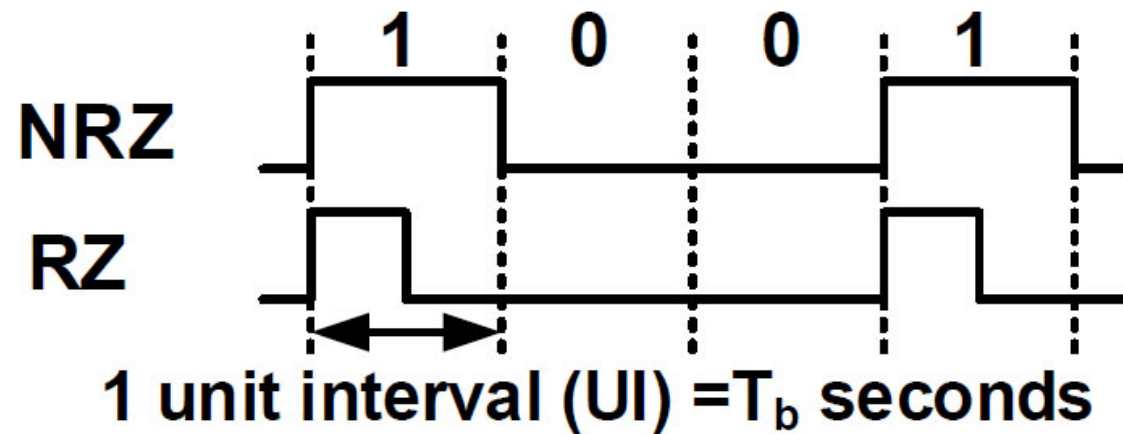 1 0 0 1
NRZ
RZ
1 unit interval (UI) =Tb seconds